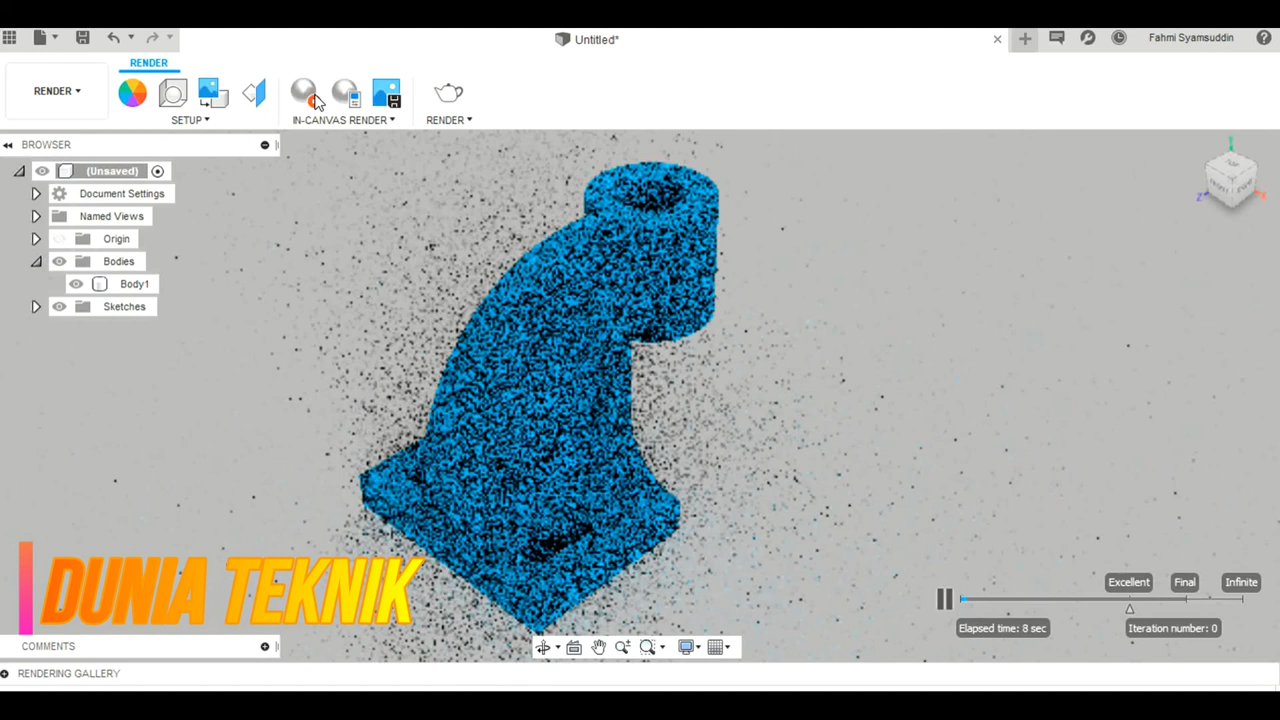 Untitled*
Fahmi Syamsuddin
RENDER
RENDER
SETUP
IN-CANVAS RENDER
RENDER
BROWSER
(Unsaved)
Document Settings
Named Views
Origin
Bodies
Body1
Sketches
TOP
Z
X
DUNIA TEKNIK
Excellent
Final
Infinite
Elapsed time: 8 sec
Iteration number: 0
COMMENTS
RENDERING GALLERY